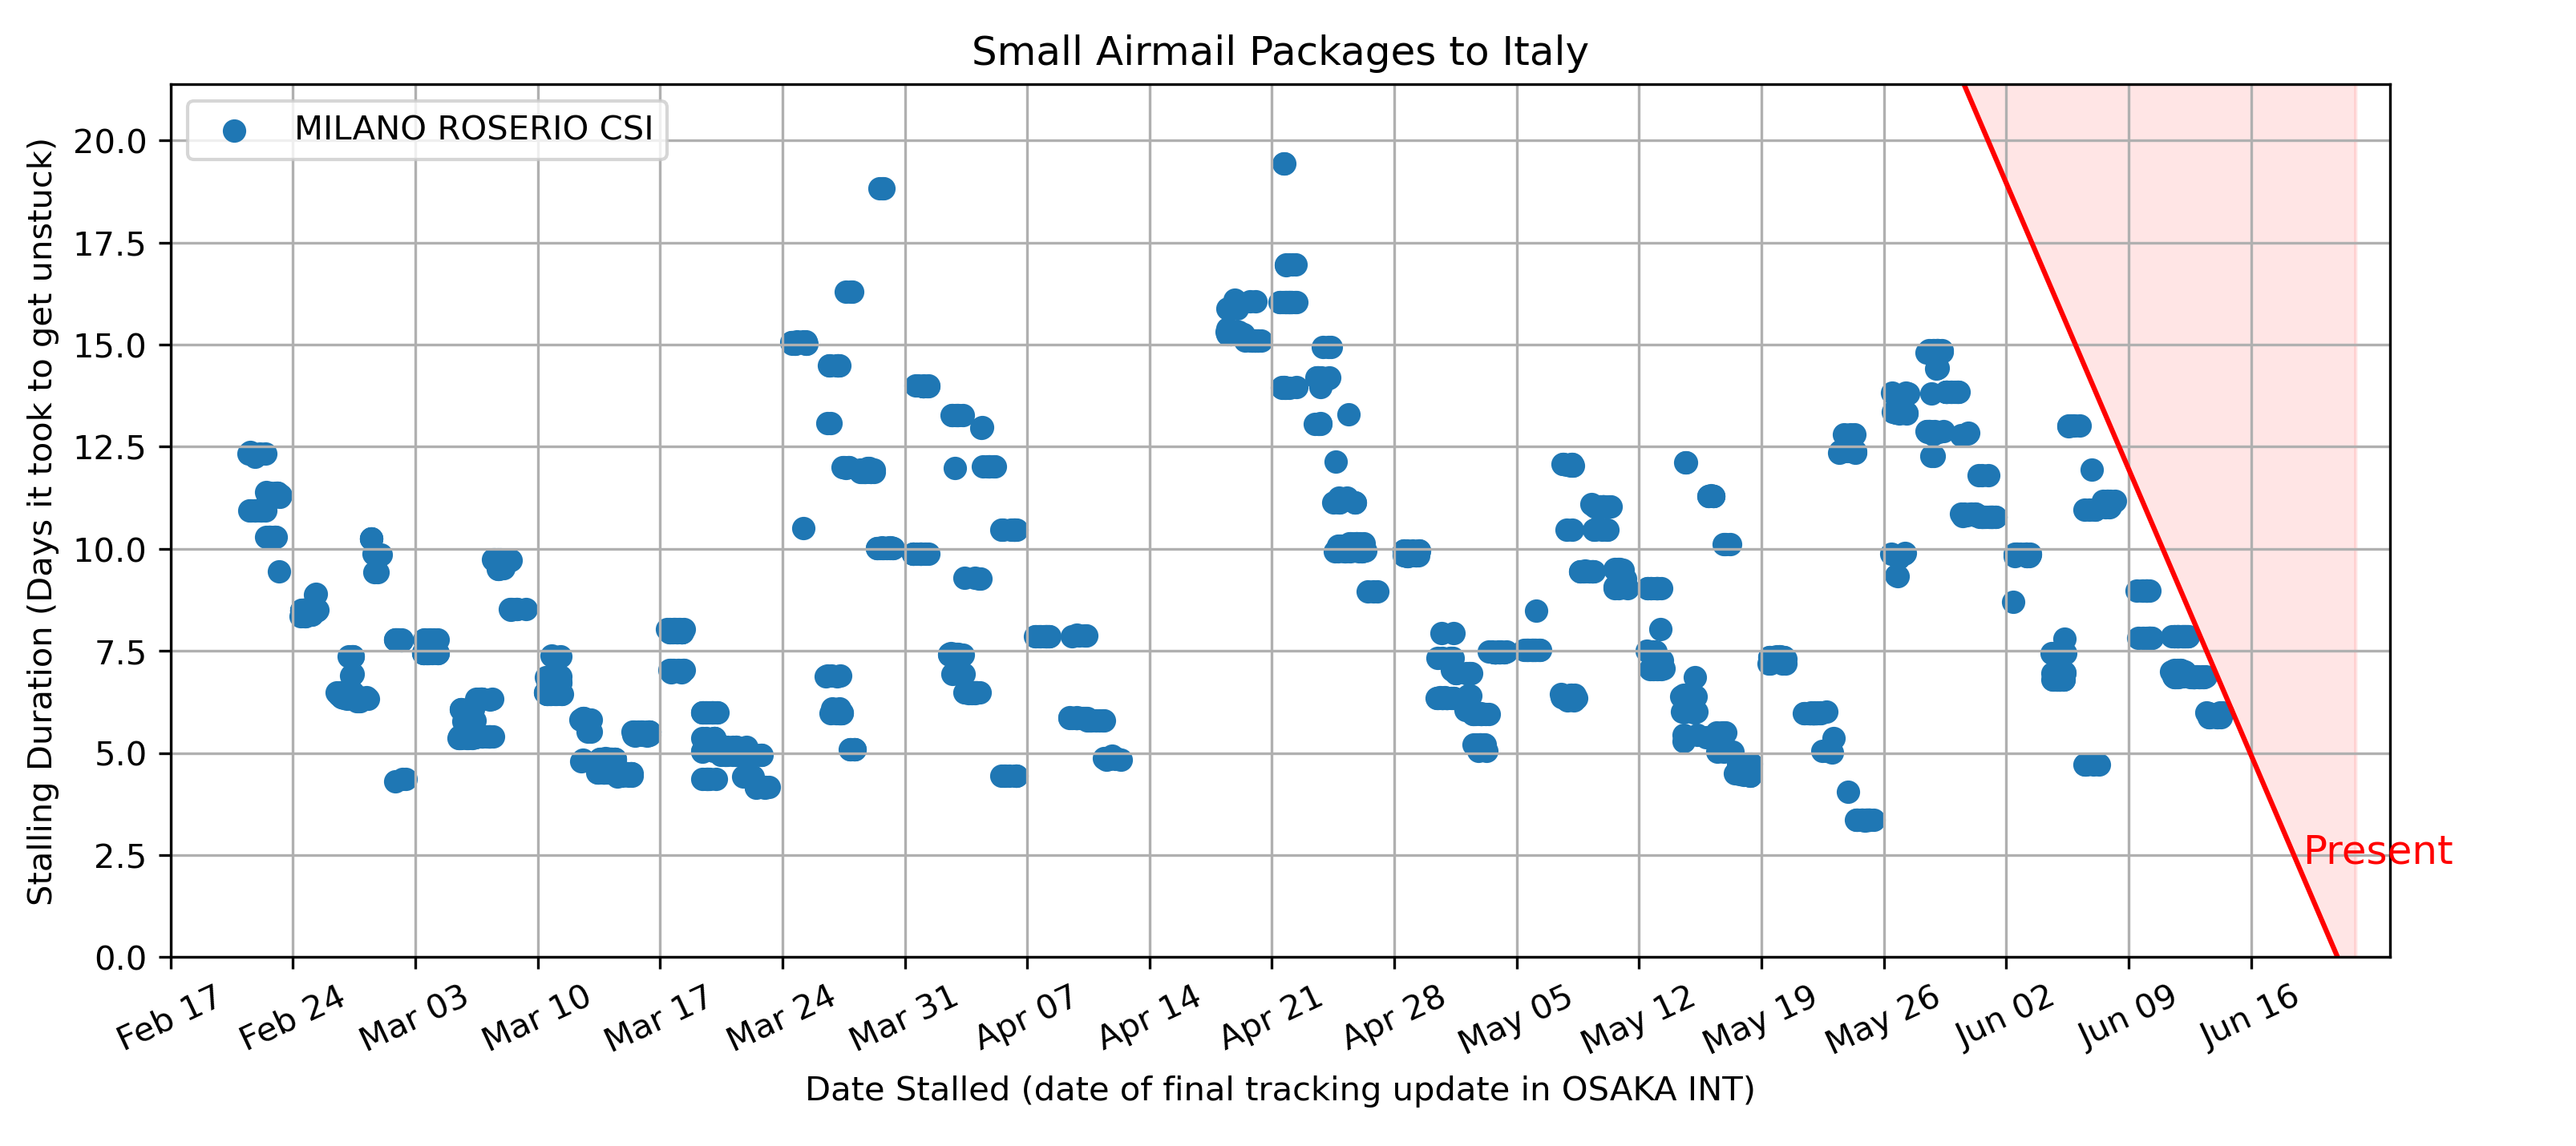 Small Airmail Packages to Italy
MILANO ROSERIO CSI
Stalling Duration (Days it took to get unstuck)
20.0
17.5
15.0
12.5
10.0
7.5
5.0
2.5
0.0
Present
Feb 17
Feb 24
Mar 03
Mar 10
Mar 17
Mar 24
Mar 31
Apr 07
Apr 14
Apr 21
Apr 28
May 05
May 12
May 19
May 26
Jun 02
Jun 09
Jun 16
Date Stalled (date of final tracking update in OSAKA INT)